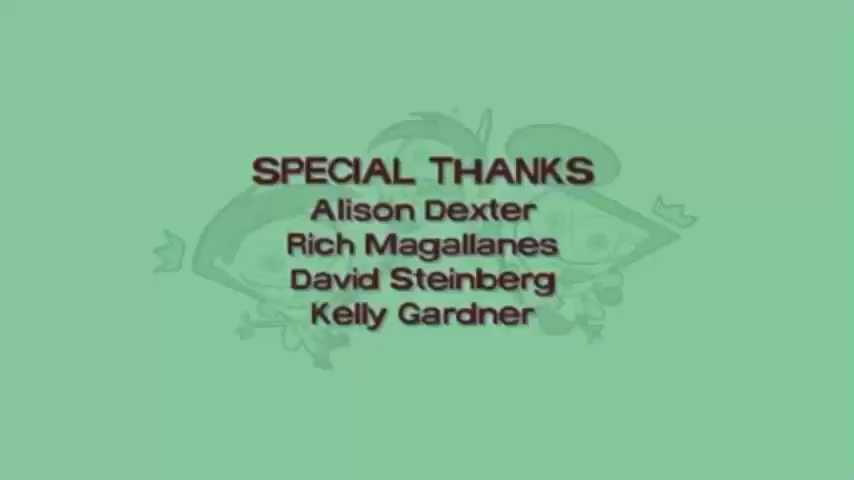 SPECIAL THANKS
Alison Dexter
Rich Magallanes
David Steinberg
Kelly Gardner